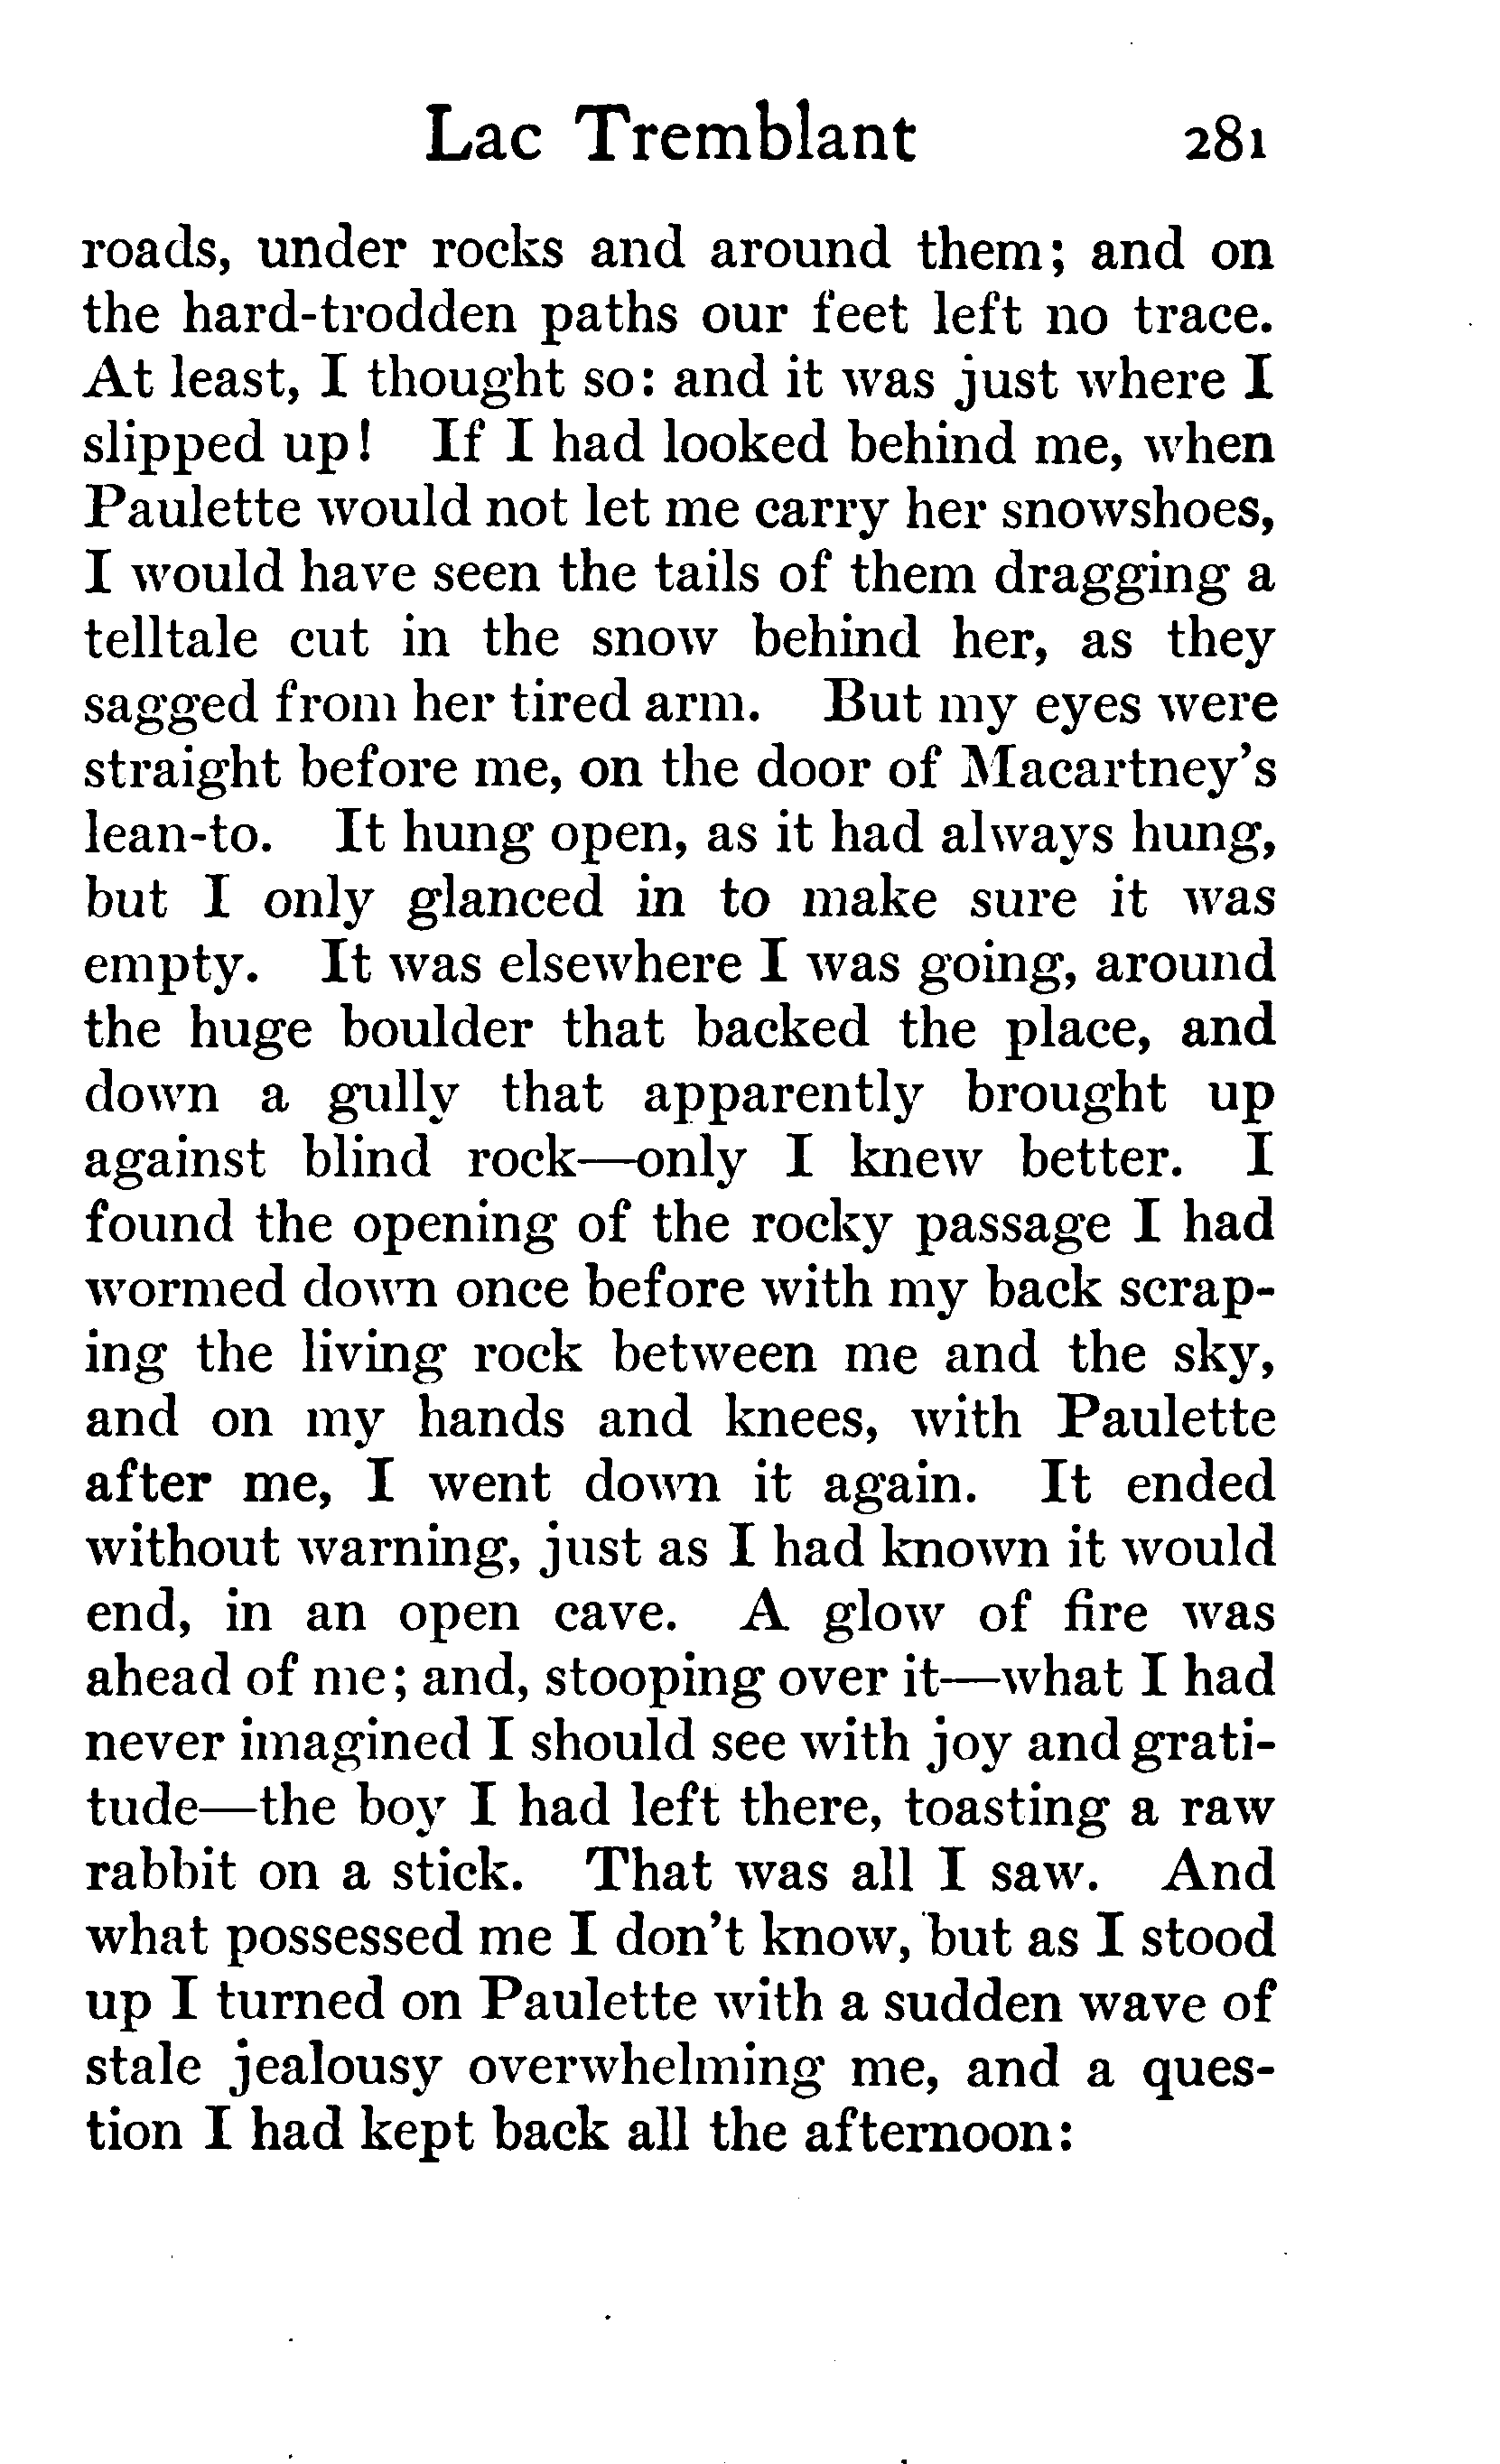 Lac Tremblant 281
roads, under rocks and around them; and on
the hard-trodden paths our feet left no trace.
At least, I thought so: and it was just where I
slipped up! If I had looked behind me, when
Paulette would not let me carry her snowshoes,
I would have seen the tails of them dragging a
telltale cut in the snow behind her, as they
sagged from her tired arm. But my eyes were
straight before me, on the door of Macartney's
lean-to. It hung open, as it had always hung,
but I only glanced in to make sure it was
empty. It was elsewhere I was going, around
the huge boulder that backed the place, and
down a gully that apparently brought up
against blind rock—only I knew better. I
found the opening of the rocky passage I had
wormed down once before with my back scrap-
ing the living rock between me and the sky,
and on my hands and knees, with Paulette
after me, I went down it again. It ended
without warning, just as I had known it would
end, in an open cave. A glow of fire was
ahead of me; and, stooping over it—what I had
never imagined I should see with joy and grati-
tude—the boy I had left there, toasting a raw
rabbit on a stick. That was all I saw. And
what possessed me I don't know, but as I stood
up I turned on Paulette with a sudden wave of
stale jealousy overwhelming me, and a ques-
tion I had kept back all the afternoon: